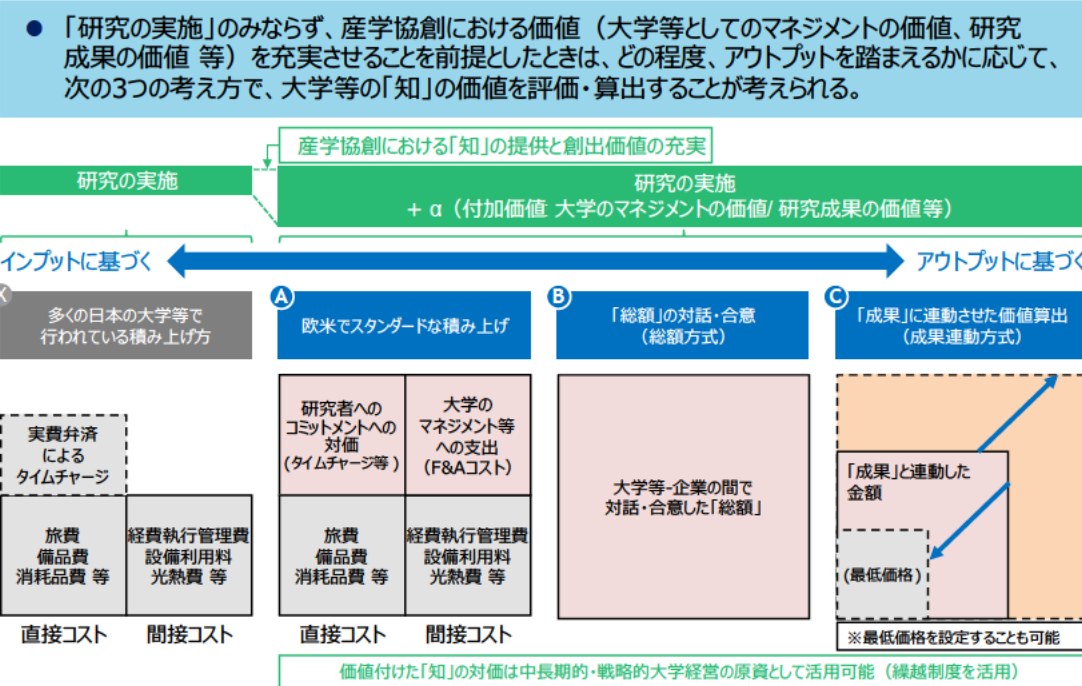 ● 「研究の実施」のみならず、産学協創における価値（大学等としてのマネジメントの価値、研究
成果の価値 等）を充実させることを前提としたときは、どの程度、アウトプットを踏まえるかに応じて、
次の3つの考え方で、大学等の「知」の価値を評価・算出することが考えられる。
産学協創における「知」の提供と創出価値の充実
研究の実施
研究の実施
+ α（付加価値 大学のマネジメントの価値/ 研究成果の価値等）
インプットに基づく
アウトプットに基づく
X
多くの日本の大学等で
行われている積み上げ方
A
欧米でスタンダードな積み上げ
B
「総額」の対話・合意
（総額方式）
C
「成果」に連動させた価値算出
（成果連動方式）
実費弁済
による
タイムチャージ
旅費
備品費
消耗品費 等
経費執行管理費
設備利用料
光熱費 等
直接コスト
間接コスト
研究者への
コミットメントへの
対価
(タイムチャージ等)
大学の
マネジメント等
への支出
(F&Aコスト)
旅費
備品費
消耗品費 等
経費執行管理費
設備利用料
光熱費 等
直接コスト
間接コスト
大学等-企業の間で
対話・合意した「総額」
「成果」と連動した
金額
(最低価格)
※最低価格を設定することも可能
価値付けた「知」の対価は中長期的・戦略的大学経営の原資として活用可能（繰越制度を活用）